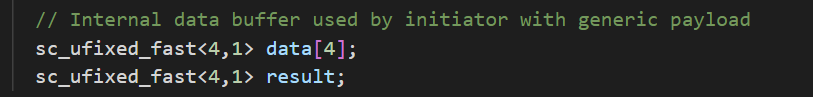 // Internal data buffer used by initiator with generic payload
sc_ufixed_fast<4,1> data[4];
sc_ufixed_fast<4,1> result;